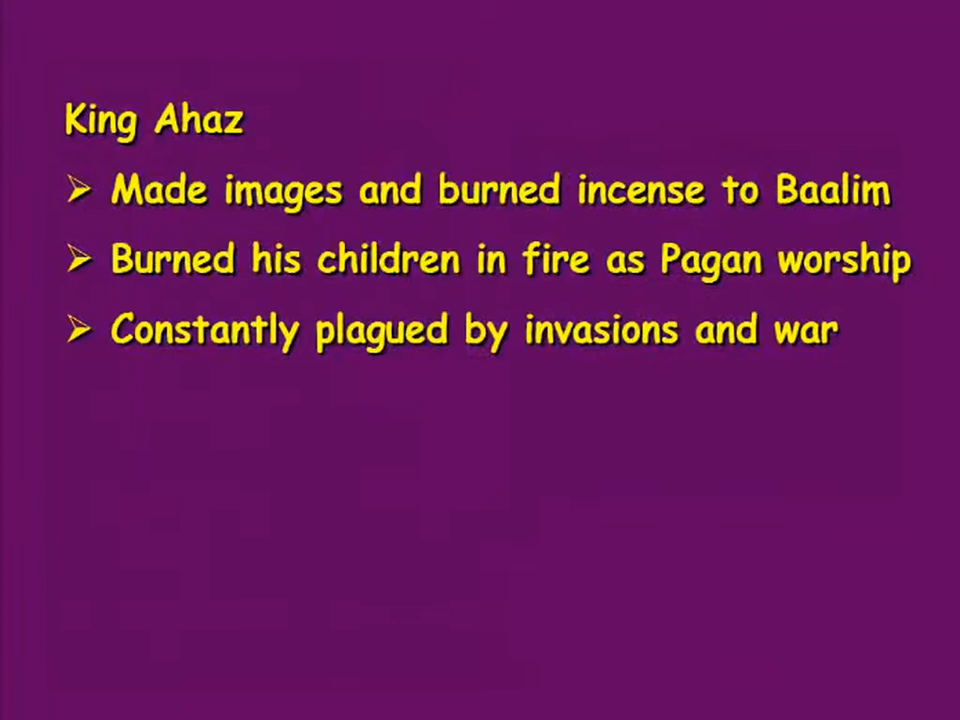 King Ahaz
➢ Made images and burned incense to Baalim
➢ Burned his children in fire as Pagan worship
➢ Constantly plagued by invasions and war